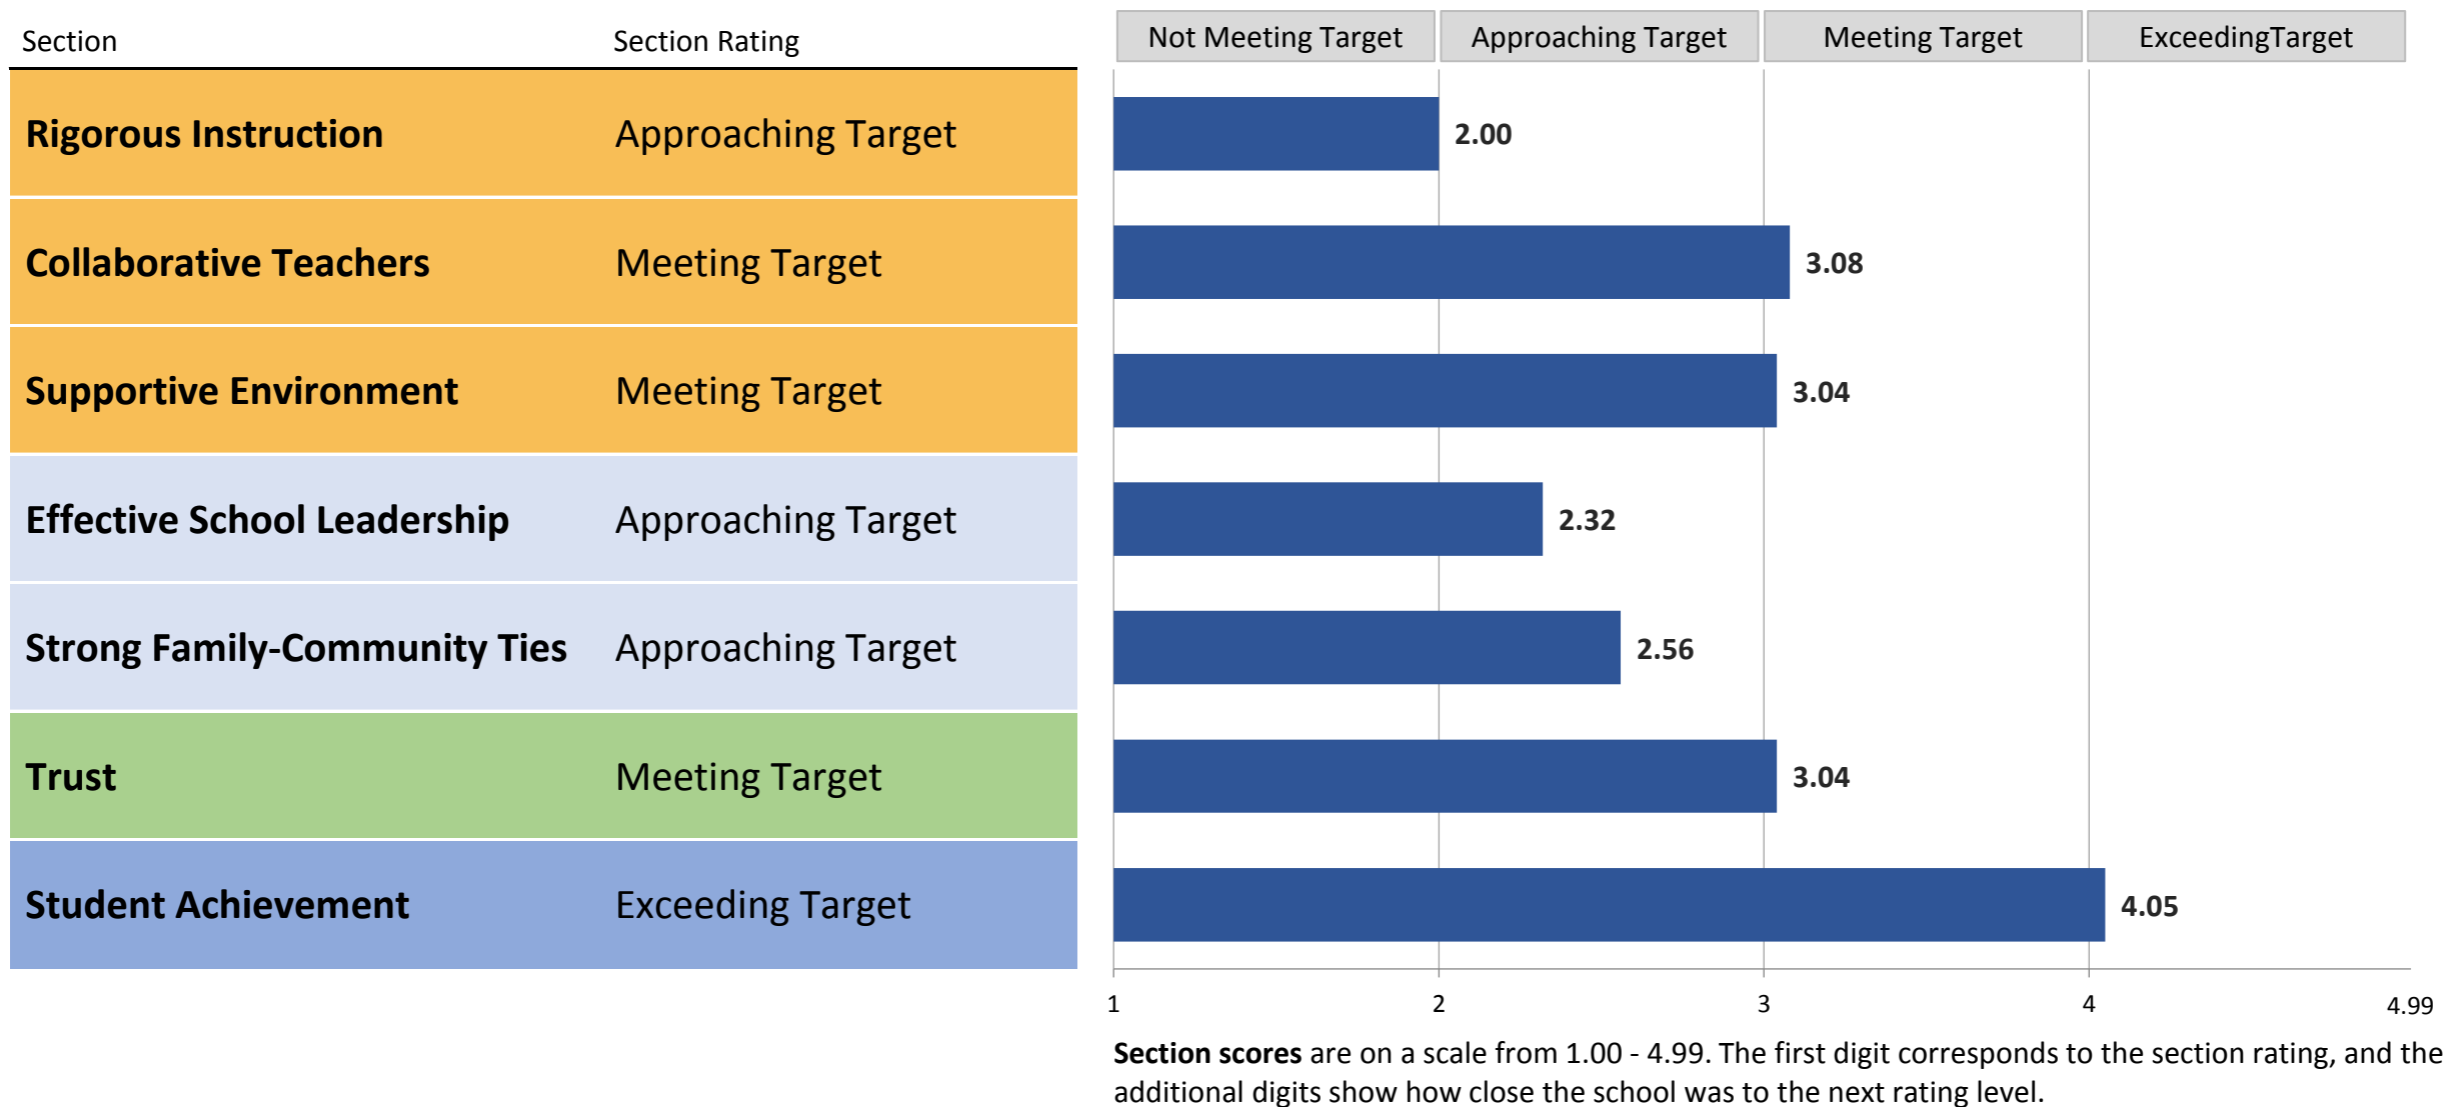 Section Section Rating Not Meeting Target Approaching Target Meeting Target ExceedingTarget
Rigorous Instruction Approaching Target 2.00
Collaborative Teachers Meeting Target 3.08
Supportive Environment Meeting Target 3.04
Effective School Leadership Approaching Target 2.32
Strong Family-Community Ties Approaching Target 2.56
Trust Meeting Target 3.04
Student Achievement Exceeding Target 4.05
1 2 3 4 4.99
Section scores are on a scale from 1.00 - 4.99. The first digit corresponds to the section rating, and the
additional digits show how close the school was to the next rating level.